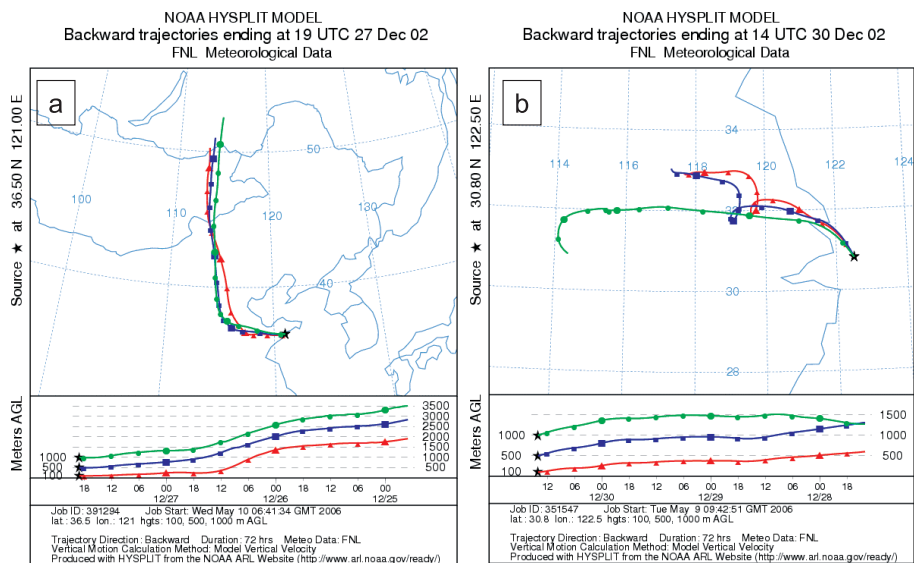 NOAA HYSPLIT MODEL
Backward trajectories ending at 19 UTC 27 Dec 02
FNL Meteorological Data
a
Source ★ at 36.50 N 121.00 E
50
100
110
120
130
40
Meters AGL
3500
3000
2500
2000
1500
1000
500
1000
500
100
18 12 06 00 18 12 06 00 18 12 06 00
12/27 12/26 12/25
Job ID: 391294 Job Start: Wed May 10 06:41:34 GMT 2006
lat.: 36.5 lon.: 121 hgts: 100, 500, 1000 m AGL
Trajectory Direction: Backward Duration: 72 hrs Meteo Data: FNL
Vertical Motion Calculation Method: Model Vertical Velocity
Produced with HYSPLIT from the NOAA ARL Website (http://www.arl.noaa.gov/ready/)
NOAA HYSPLIT MODEL
Backward trajectories ending at 14 UTC 30 Dec 02
FNL Meteorological Data
b
Source ★ at 30.80 N 122.50 E
34
114 116 118 120 122 124
32
30
28
Meters AGL
1500
1000
500
1000
500
100
12 06 00 18 12 06 00 18 12 06 00 18
12/30 12/29 12/28
Job ID: 351547 Job Start: Tue May 9 09:42:51 GMT 2006
lat.: 30.8 lon.: 122.5 hgts: 100, 500, 1000 m AGL
Trajectory Direction: Backward Duration: 72 hrs Meteo Data: FNL
Vertical Motion Calculation Method: Model Vertical Velocity
Produced with HYSPLIT from the NOAA ARL Website (http://www.arl.noaa.gov/ready/)